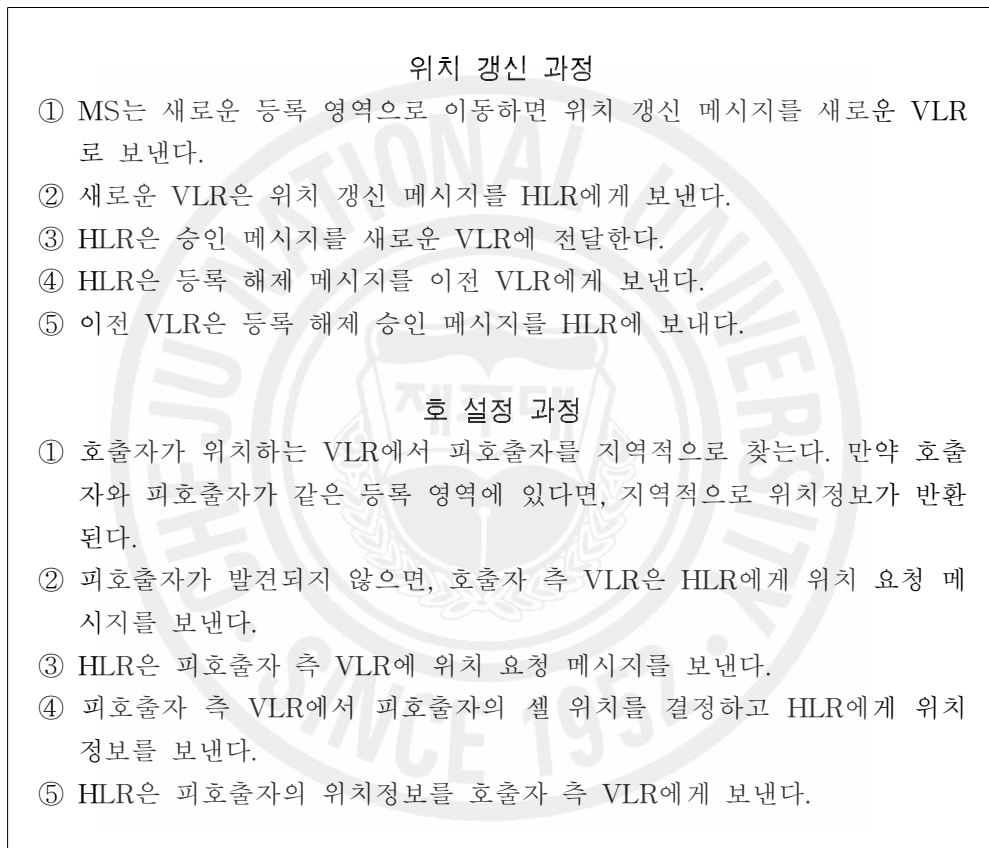 위치 갱신 과정
① MS는 새로운 등록 영역으로 이동하면 위치 갱신 메시지를 새로운 VLR
로 보낸다.
② 새로운 VLR은 위치 갱신 메시지를 HLR에게 보낸다.
③ HLR은 승인 메시지를 새로운 VLR에 전달한다.
④ HLR은 등록 해제 메시지를 이전 VLR에게 보낸다.
⑤ 이전 VLR은 등록 해제 승인 메시지를 HLR에 보내다.
호 설정 과정
① 호출자가 위치하는 VLR에서 피호출자를 지역적으로 찾는다. 만약 호출
자와 피호출자가 같은 등록 영역에 있다면, 지역적으로 위치정보가 반환
된다.
② 피호출자가 발견되지 않으면, 호출자 측 VLR은 HLR에게 위치 요청 메
시지를 보낸다.
③ HLR은 피호출자 측 VLR에 위치 요청 메시지를 보낸다.
④ 피호출자 측 VLR에서 피호출자의 셀 위치를 결정하고 HLR에게 위치
정보를 보낸다.
⑤ HLR은 피호출자의 위치정보를 호출자 측 VLR에게 보낸다.
CHEJU NATIONAL UNIVERSITY
제주대
SINCE 1952